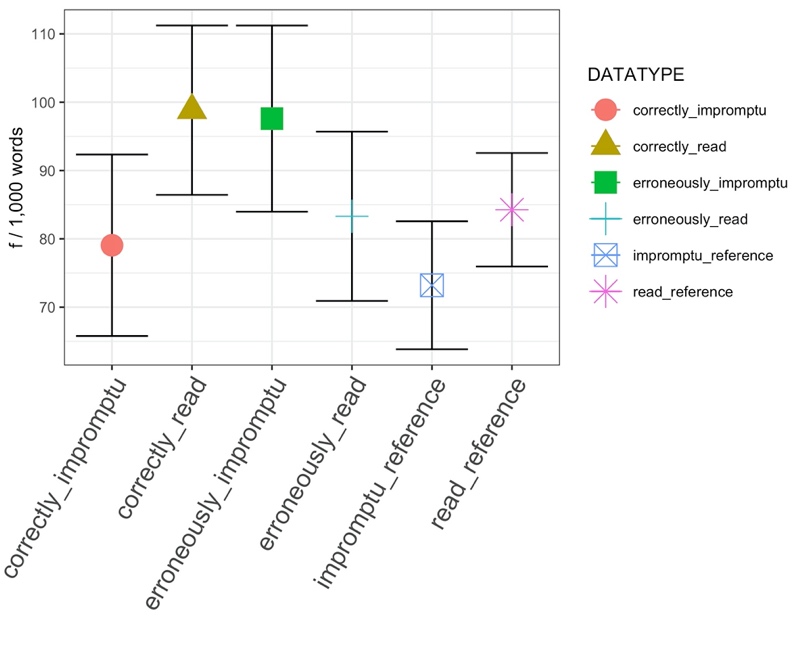 110
100
90
80
70
f / 1,000 words
correctly_impromptu
correctly_read
erroneously_impromptu
erroneously_read
impromptu_reference
read_reference
DATATYPE
correctly_impromptu
correctly_read
erroneously_impromptu
erroneously_read
impromptu_reference
read_reference